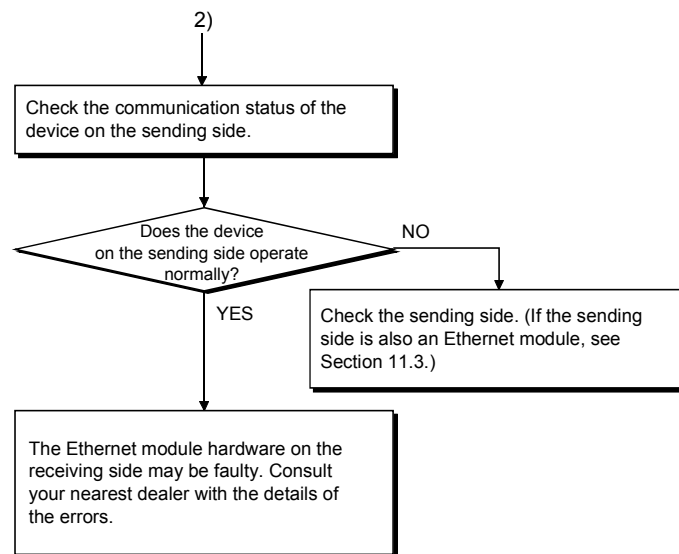 2)
Check the communication status of the
device on the sending side.
Does the device
on the sending side operate
normally?
NO
YES
Check the sending side. (If the sending
side is also an Ethernet module, see
Section 11.3.)
The Ethernet module hardware on the
receiving side may be faulty. Consult
your nearest dealer with the details of
the errors.